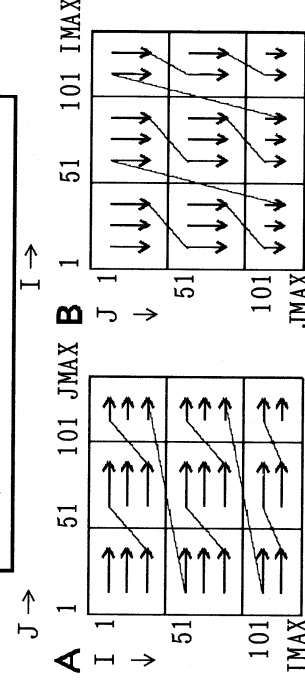 J →
A 1 51 101 JMAX
I 1
↓
51
101
IMAX
I →
B 1 51 101 IMAX
J 1
↓
51
101
JMAX